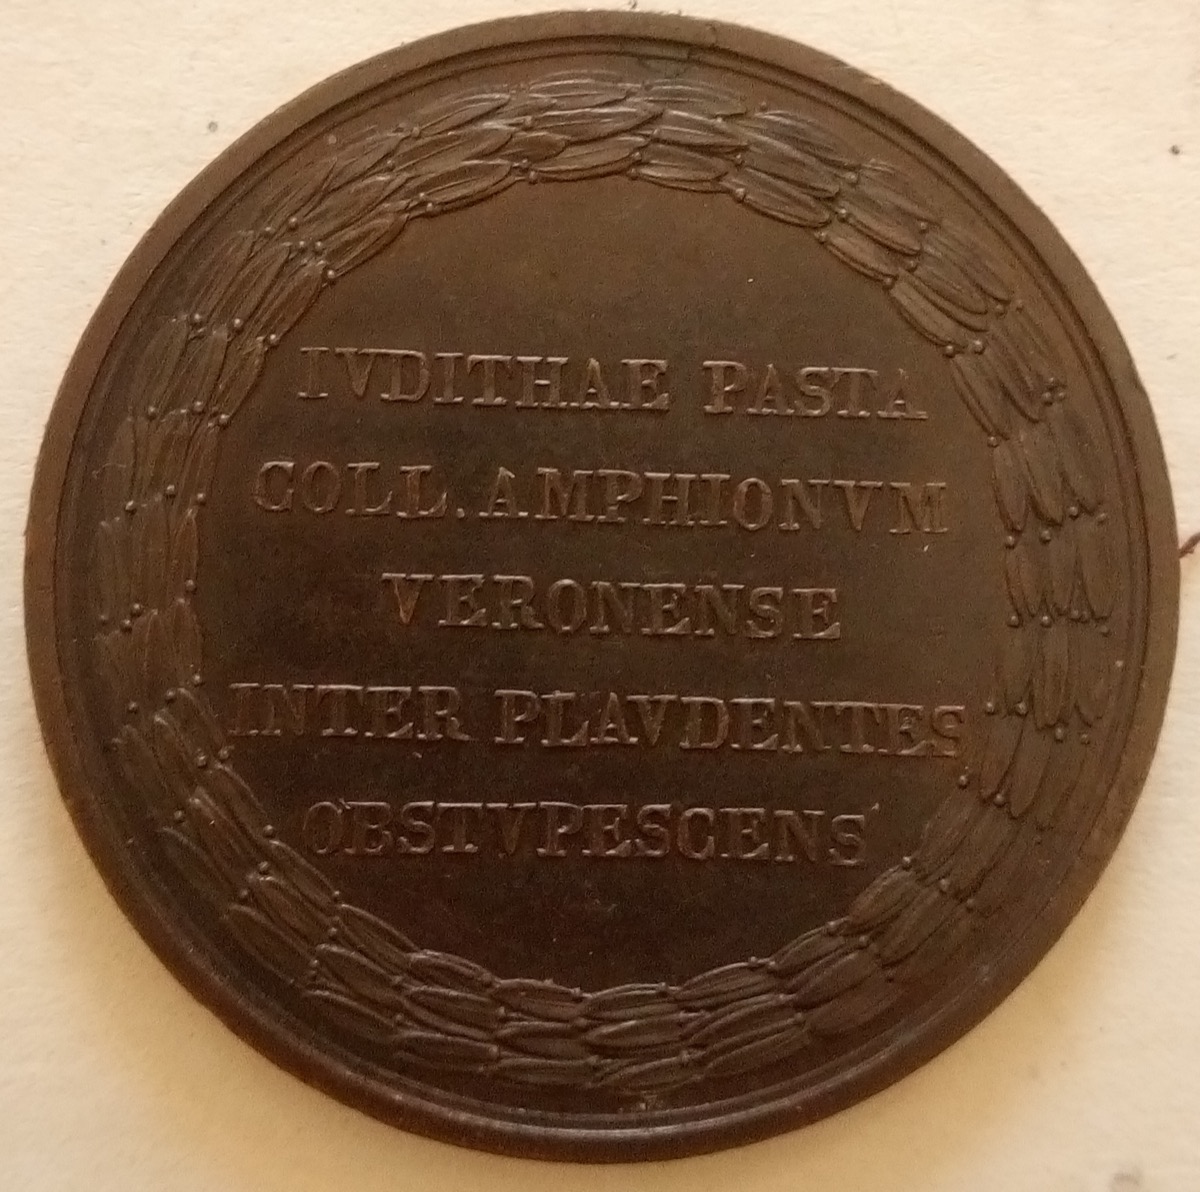 IVDITHAE PASTA
COLL. AMPHIONVM
VERONENSE
INTER PLAVDENTES
OBSTVPESCENS